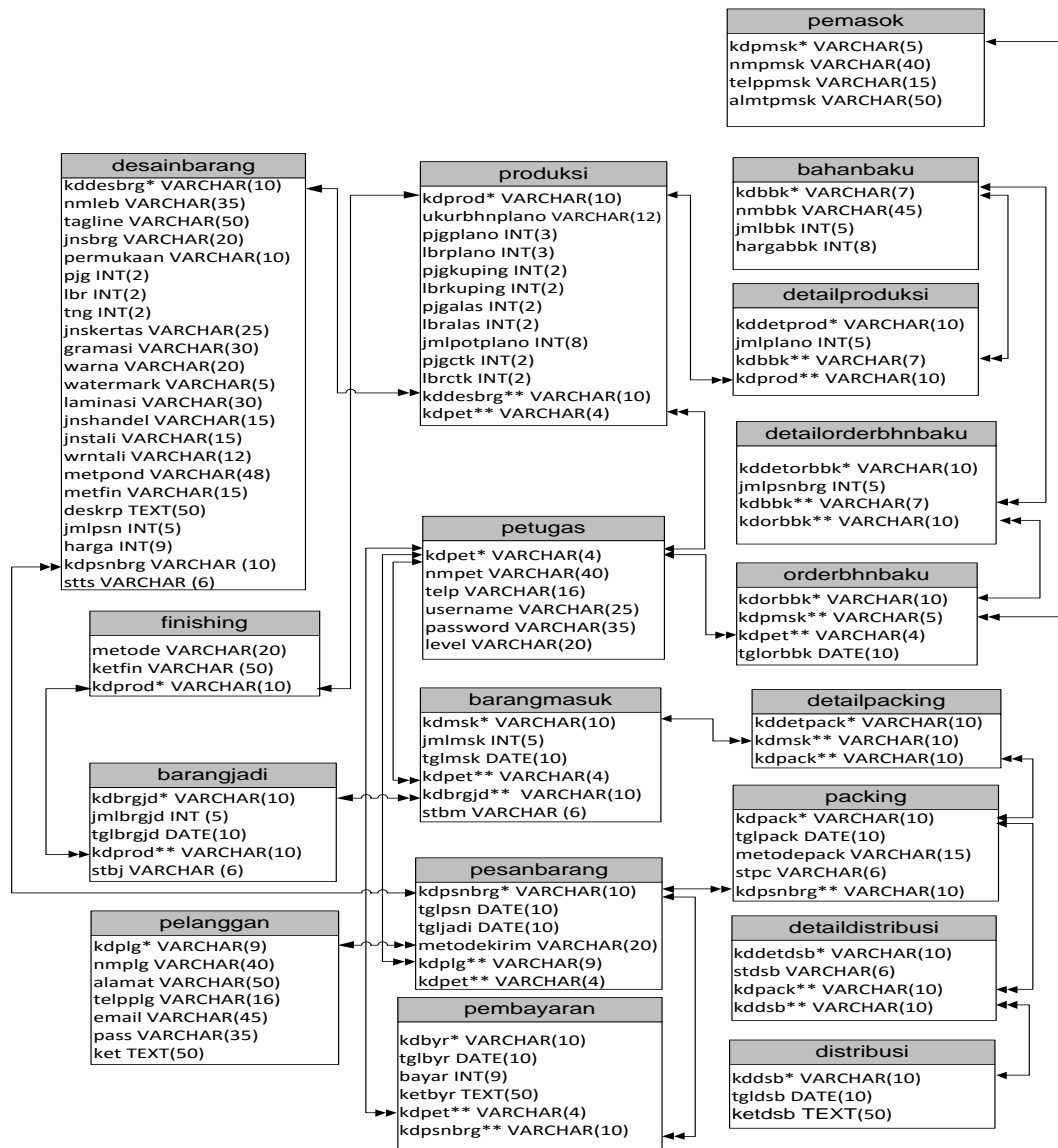 pemasok
kdpmsk* VARCHAR(5)
nmpmsk VARCHAR(40)
telppmsk VARCHAR(15)
almtpmsk VARCHAR(50)
desainbarang
kddesbrg* VARCHAR(10)
nmleb VARCHAR(35)
tagline VARCHAR(50)
jnsbrg VARCHAR(20)
permukaan VARCHAR(10)
pjg INT(2)
lbr INT(2)
tng INT(2)
jnskertas VARCHAR(25)
gramasi VARCHAR(30)
warna VARCHAR(20)
watermark VARCHAR(5)
laminasi VARCHAR(30)
jnshandel VARCHAR(15)
jnstali VARCHAR(15)
wrntali VARCHAR(12)
metpond VARCHAR(48)
metfin VARCHAR(15)
deskrp TEXT(50)
jmlpsn INT(5)
harga INT(9)
kdpsnbrg VARCHAR (10)
stts VARCHAR (6)
produksi
kdprod* VARCHAR(10)
ukurbhnplano VARCHAR(12)
pjgplano INT(3)
lbrplano INT(3)
pjgkuping INT(2)
lbrkuping INT(2)
pjgalas INT(2)
lbralas INT(2)
jmlpotplano INT(8)
pjgctk INT(2)
lbrctk INT(2)
kddesbrg** VARCHAR(10)
kdpet** VARCHAR(4)
bahanbaku
kdbbk* VARCHAR(7)
nmbbk VARCHAR(45)
jmlbbk INT(5)
hargabbk INT(8)
detailproduksi
kddetprod* VARCHAR(10)
jmlplano INT(5)
kdbbk** VARCHAR(7)
kdprod** VARCHAR(10)
detailorderbhnbaku
kddetorbbk* VARCHAR(10)
jmlpsnbrg INT(5)
kdbbk** VARCHAR(7)
kdorbbk** VARCHAR(10)
petugas
kdpet* VARCHAR(4)
nmpet VARCHAR(40)
telp VARCHAR(16)
username VARCHAR(25)
password VARCHAR(35)
level VARCHAR(20)
orderbhnbaku
kdorbbk* VARCHAR(10)
kdpmsk** VARCHAR(5)
kdpet** VARCHAR(4)
tglorbbk DATE(10)
finishing
metode VARCHAR(20)
ketfin VARCHAR (50)
kdprod* VARCHAR(10)
barangmasuk
kdmsk* VARCHAR(10)
jmlmsk INT(5)
tglmsk DATE(10)
kdpet** VARCHAR(4)
kdbrgjd** VARCHAR(10)
stbm VARCHAR (6)
detailpacking
kddetpack* VARCHAR(10)
kdmsk** VARCHAR(10)
kdpack** VARCHAR(10)
barangjadi
kdbrgjd* VARCHAR(10)
jmlbrgjd INT (5)
tglbrgjd DATE(10)
kdprod** VARCHAR(10)
stbj VARCHAR (6)
packing
kdpack* VARCHAR(10)
tglpack DATE(10)
metodepack VARCHAR(15)
stpc VARCHAR(6)
kdpsnbrg** VARCHAR(10)
pesanbarang
kdpsnbrg* VARCHAR(10)
tglpsn DATE(10)
tgljadi DATE(10)
metodekirim VARCHAR(20)
kdplg** VARCHAR(9)
kdpet** VARCHAR(4)
pelanggan
kdplg* VARCHAR(9)
nmplg VARCHAR(40)
alamat VARCHAR(50)
telpplg VARCHAR(16)
email VARCHAR(45)
pass VARCHAR(35)
ket TEXT(50)
detaildistribusi
kddetdsb* VARCHAR(10)
stdsb VARCHAR(6)
kdpack** VARCHAR(10)
kddsb** VARCHAR(10)
pembayaran
kdbyr* VARCHAR(10)
tglbyr DATE(10)
bayar INT(9)
ketbyr TEXT(50)
kdpet** VARCHAR(4)
kdpsnbrg** VARCHAR(10)
distribusi
kddsb* VARCHAR(10)
tgldsb DATE(10)
ketdsb TEXT(50)